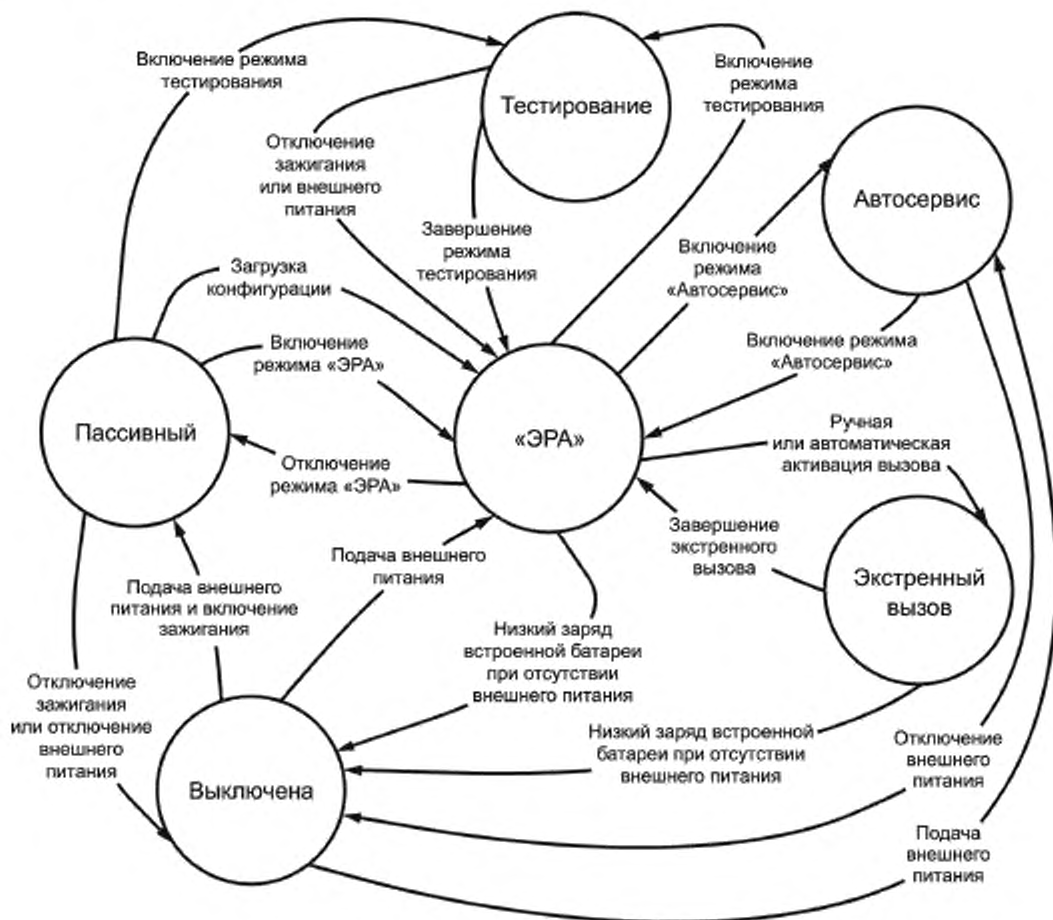 Включение режима
тестирования
Тестирование
Включение
режима
тестирования
Отключение
зажигания
или внешнего
питания
Автосервис
Завершение
режима
тестирования
Включение
режима
«Автосервис»
Загрузка
конфигурации
Включение
режима «ЭРА»
Включение режима
«Автосервис»
Пассивный
«ЭРА»
Ручная
или автоматическая
активация вызова
Отключение
режима «ЭРА»
Завершение
экстренного
вызова
Подача внешнего
питания
Экстренный
вызов
Подача внешнего
питания и включение
зажигания
Низкий заряд
встроенной батареи
при отсутствии
внешнего питания
Отключение
зажигания
или отключение
внешнего
питания
Низкий заряд встроенной
батареи при отсутствии
внешнего питания
Отключение
внешнего
питания
Выключена
Подача
внешнего
питания